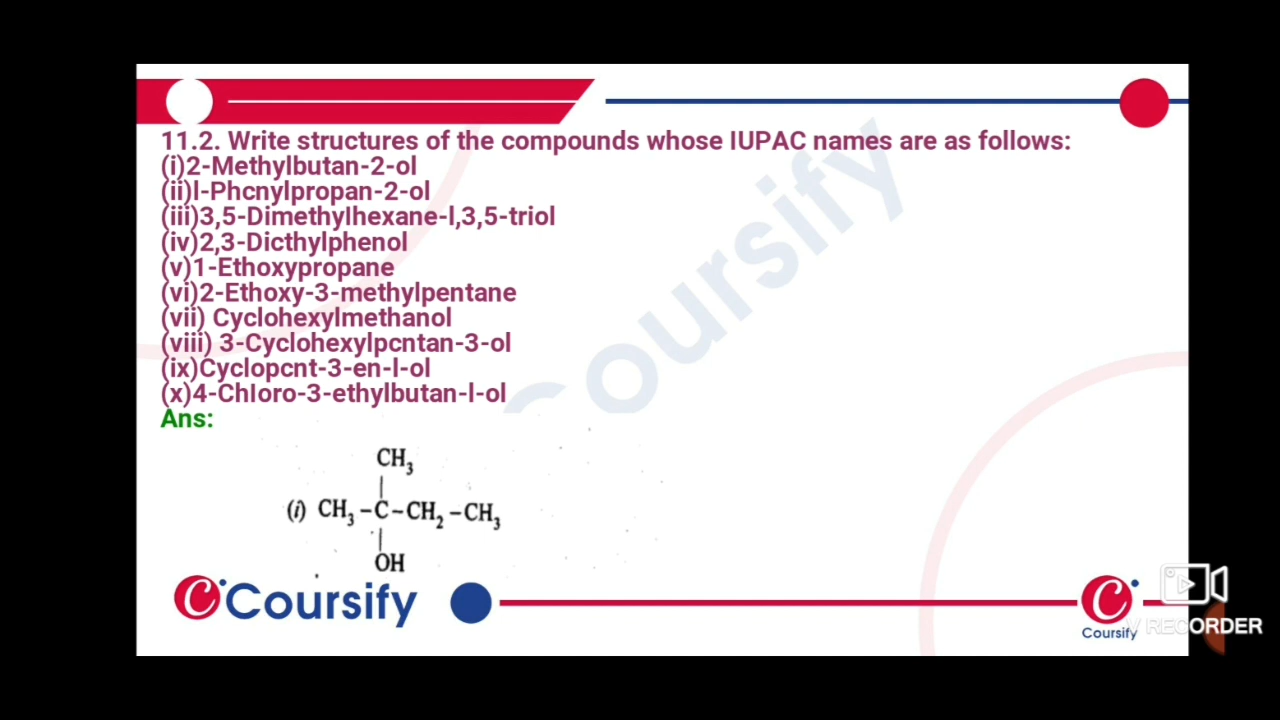 11.2. Write structures of the compounds whose IUPAC names are as follows:
(i)2-Methylbutan-2-ol
(ii)l-Phcnylpropan-2-ol
(iii)3,5-Dimethylhexane-l,3,5-triol
(iv)2,3-Dicthylphenol
(v)1-Ethoxypropane
(vi)2-Ethoxy-3-methylpentane
(vii) Cyclohexylmethanol
(viii) 3-Cyclohexylpcntan-3-ol
(ix)Cyclopcnt-3-en-l-ol
(x)4-Chloro-3-ethylbutan-l-ol
Ans:
CH₃
(i) CH₃–C–CH₂–CH₃
OH
Coursify
Coursify
V RECORDER
oursify